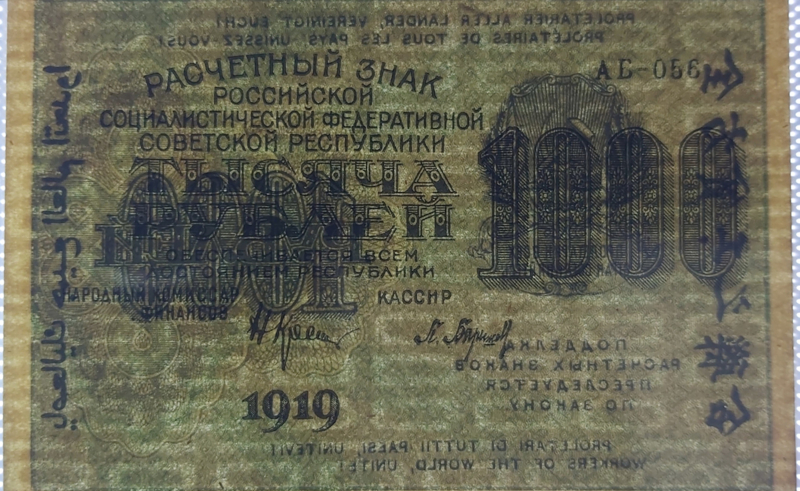 PROLETARIER ALLER LÄNDER, VEREINIGT EUCH!
PROLÉTAIRES DE TOUS LES PAYS, UNISSEZ-VOUS!
РАСЧЕТНЫЙ ЗНАК
АБ-056
РОССИЙСКОЙ
СОЦИАЛИСТИЧЕСКОЙ ФЕДЕРАТИВНОЙ
СОВЕТСКОЙ РЕСПУБЛИКИ
ТЫСЯЧА
РУБЛЕЙ
1000
1000
ОБЕСПЕЧИВАЕТСЯ ВСЕМ
ДОСТОЯНИЕМ РЕСПУБЛИКИ
НАРОДНЫЙ КОМИССАР
ФИНАНСОВ
КАССИР
ПОДДЕЛКА
РАСЧЕТНЫХ ЗНАКОВ
ПРЕСЛЕДУЕТСЯ
ПО ЗАКОНУ.
1919
PROLETARI DI TUTTI I PAESI, UNITEVI!
WORKERS OF THE WORLD, UNITE!